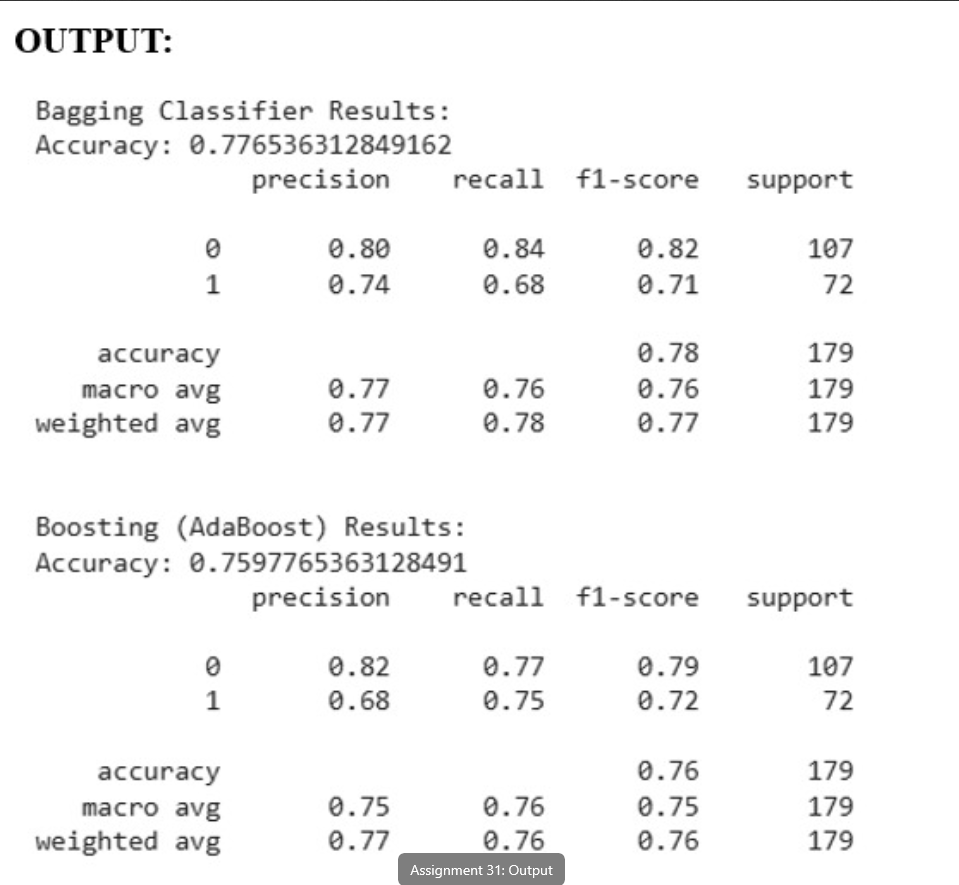 OUTPUT:
Bagging Classifier Results:
Accuracy: 0.776536312849162
precision recall f1-score support
0 0.80 0.84 0.82 107
1 0.74 0.68 0.71 72
accuracy 0.78 179
macro avg 0.77 0.76 0.76 179
weighted avg 0.77 0.78 0.77 179
Boosting (AdaBoost) Results:
Accuracy: 0.7597765363128491
precision recall f1-score support
0 0.82 0.77 0.79 107
1 0.68 0.75 0.72 72
accuracy 0.76 179
macro avg 0.75 0.76 0.75 179
weighted avg 0.77 0.76 0.76 179
Assignment 31: Output